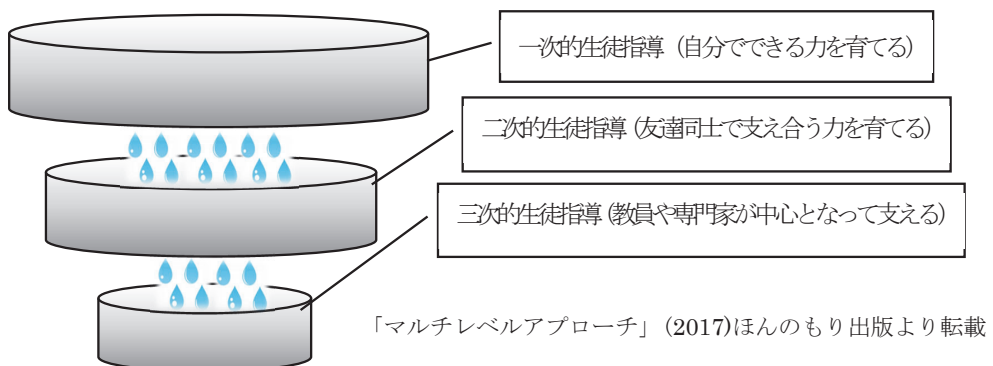 一次的生徒指導（自分でできる力を育てる）
二次的生徒指導（友達同士で支え合う力を育てる）
三次的生徒指導（教員や専門家が中心となって支える）
「マルチレベルアプローチ」(2017)ほんのもり出版より転載